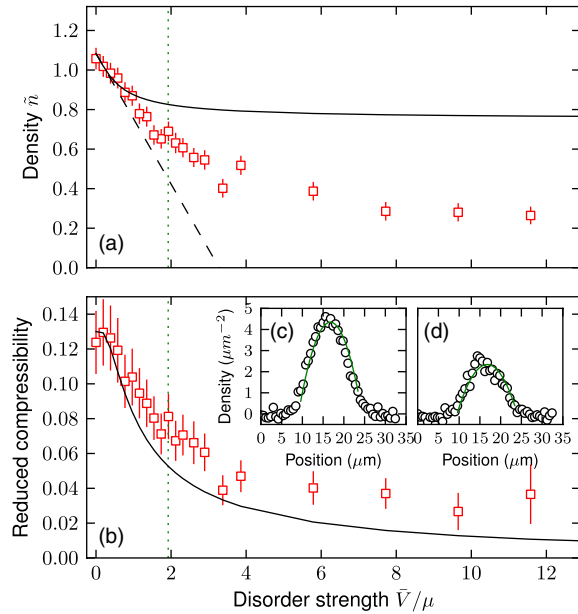 1.2
1.0
0.8
0.6
0.4
0.2
0.0
Density ñ
(a)
0.14
0.12
0.10
0.08
0.06
0.04
0.02
0.00
Reduced compressibility
(b)
5
4
3
2
1
0
Density (μm⁻²)
(c)
0 5 10 15 20 25 30 35
Position (μm)
(d)
0 5 10 15 20 25 30 35
Position (μm)
0 2 4 6 8 10 12
Disorder strength V̄/μ